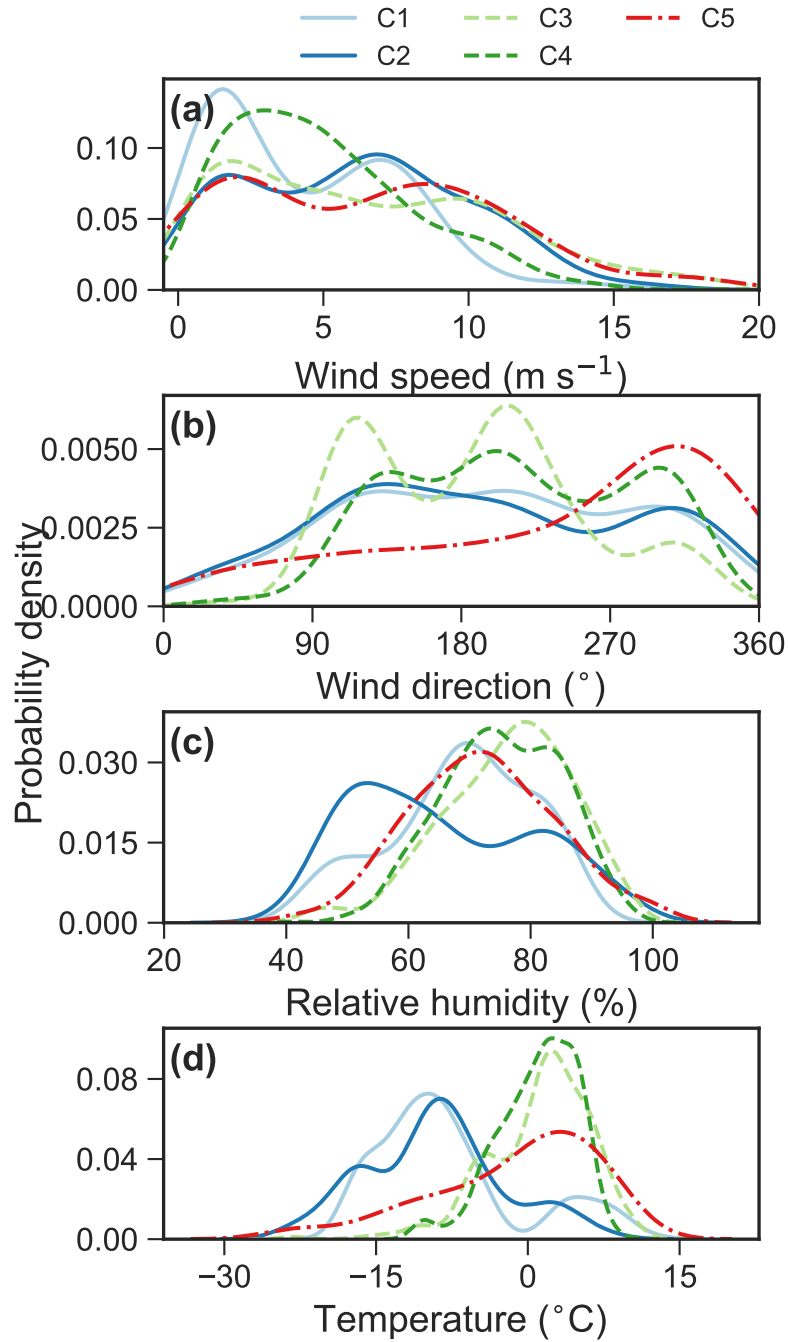 C1 C3 C5
C2 C4
(a)
0.10
0.05
0.00
0 5 10 15 20
Wind speed (m s⁻¹)
(b)
0.0050
0.0025
0.0000
0 90 180 270 360
Wind direction (°)
Probability density
(c)
0.030
0.015
0.000
20 40 60 80 100
Relative humidity (%)
(d)
0.08
0.04
0.00
−30 −15 0 15
Temperature (°C)